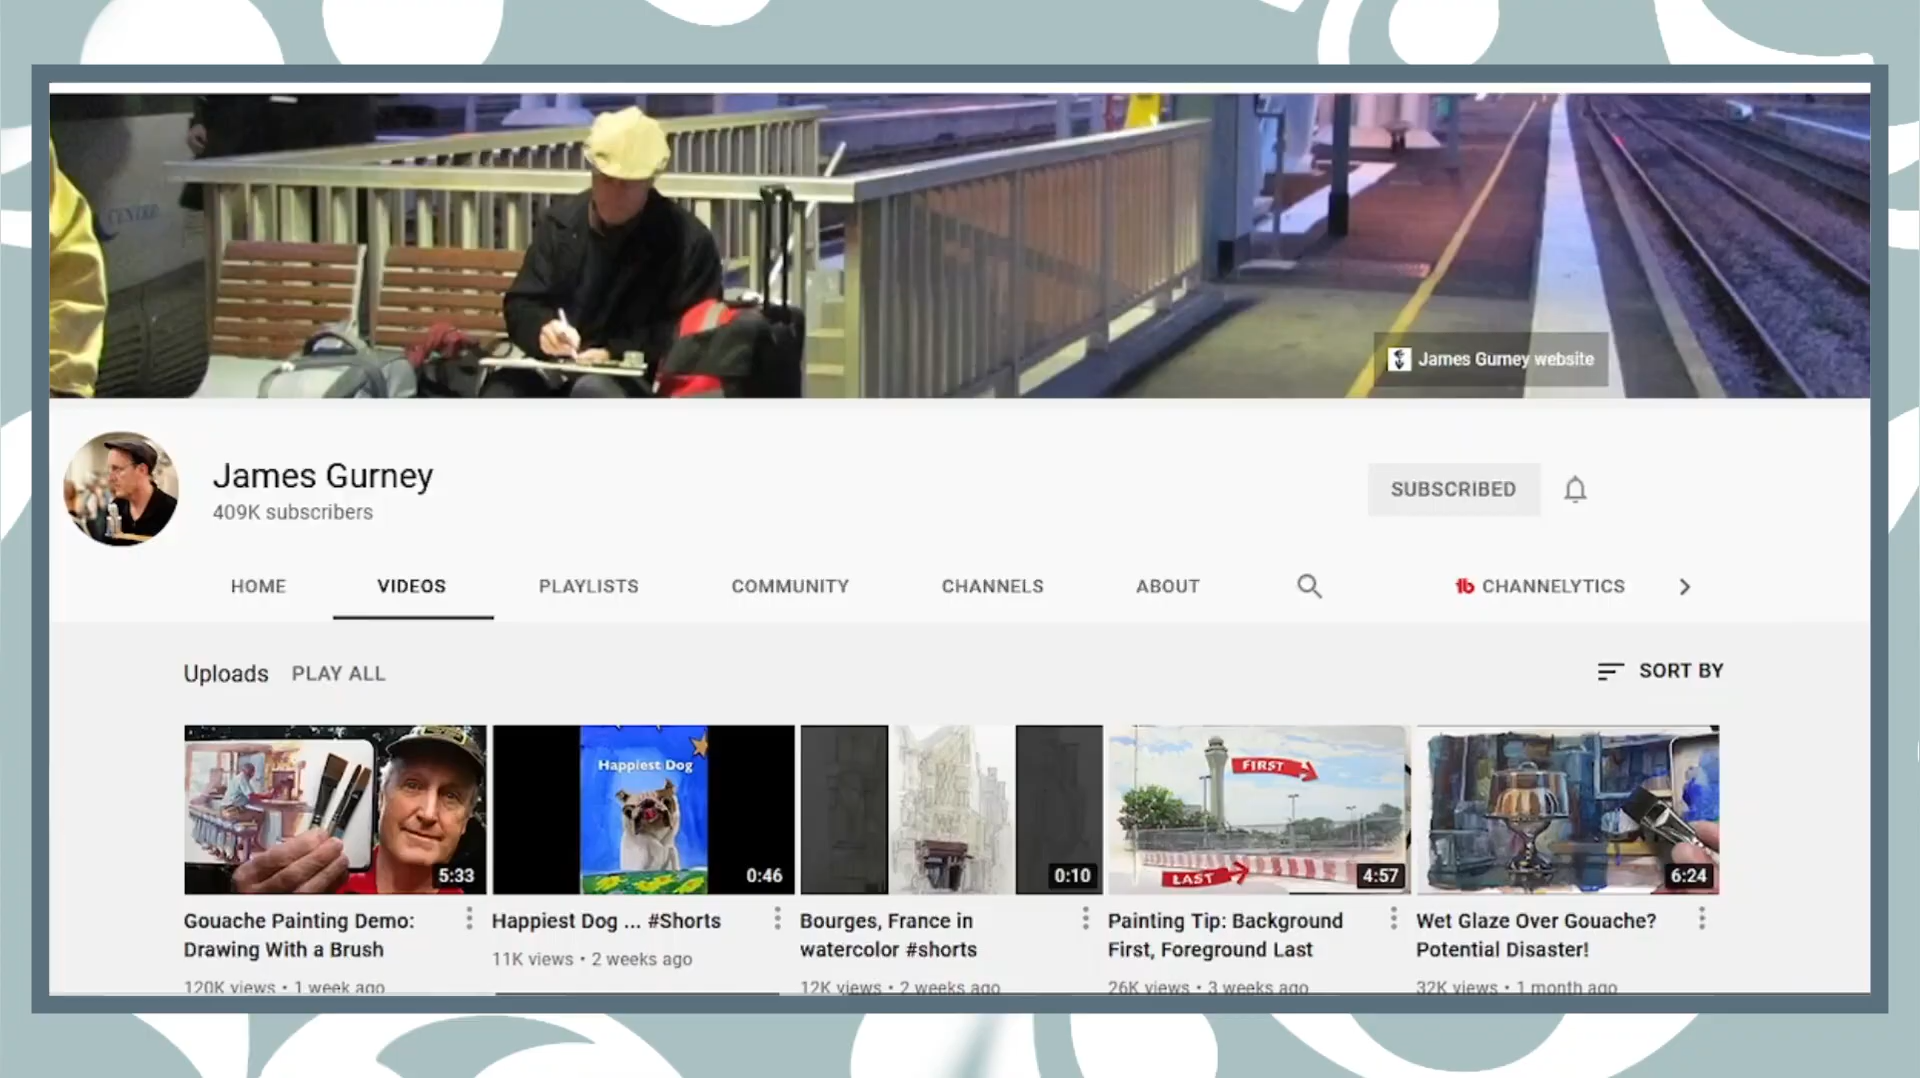 CENTRE
James Gurney website
James Gurney
409K subscribers
SUBSCRIBED
HOME VIDEOS PLAYLISTS COMMUNITY CHANNELS ABOUT CHANNELYTICS
Uploads PLAY ALL SORT BY
5:33
Happiest Dog
0:46
0:10
FIRST
LAST
4:57
6:24
Gouache Painting Demo:
Drawing With a Brush
120K views • 1 week ago
Happiest Dog ... #Shorts
11K views • 2 weeks ago
Bourges, France in
watercolor #shorts
12K views • 2 weeks ago
Painting Tip: Background
First, Foreground Last
26K views • 3 weeks ago
Wet Glaze Over Gouache?
Potential Disaster!
32K views • 1 month ago